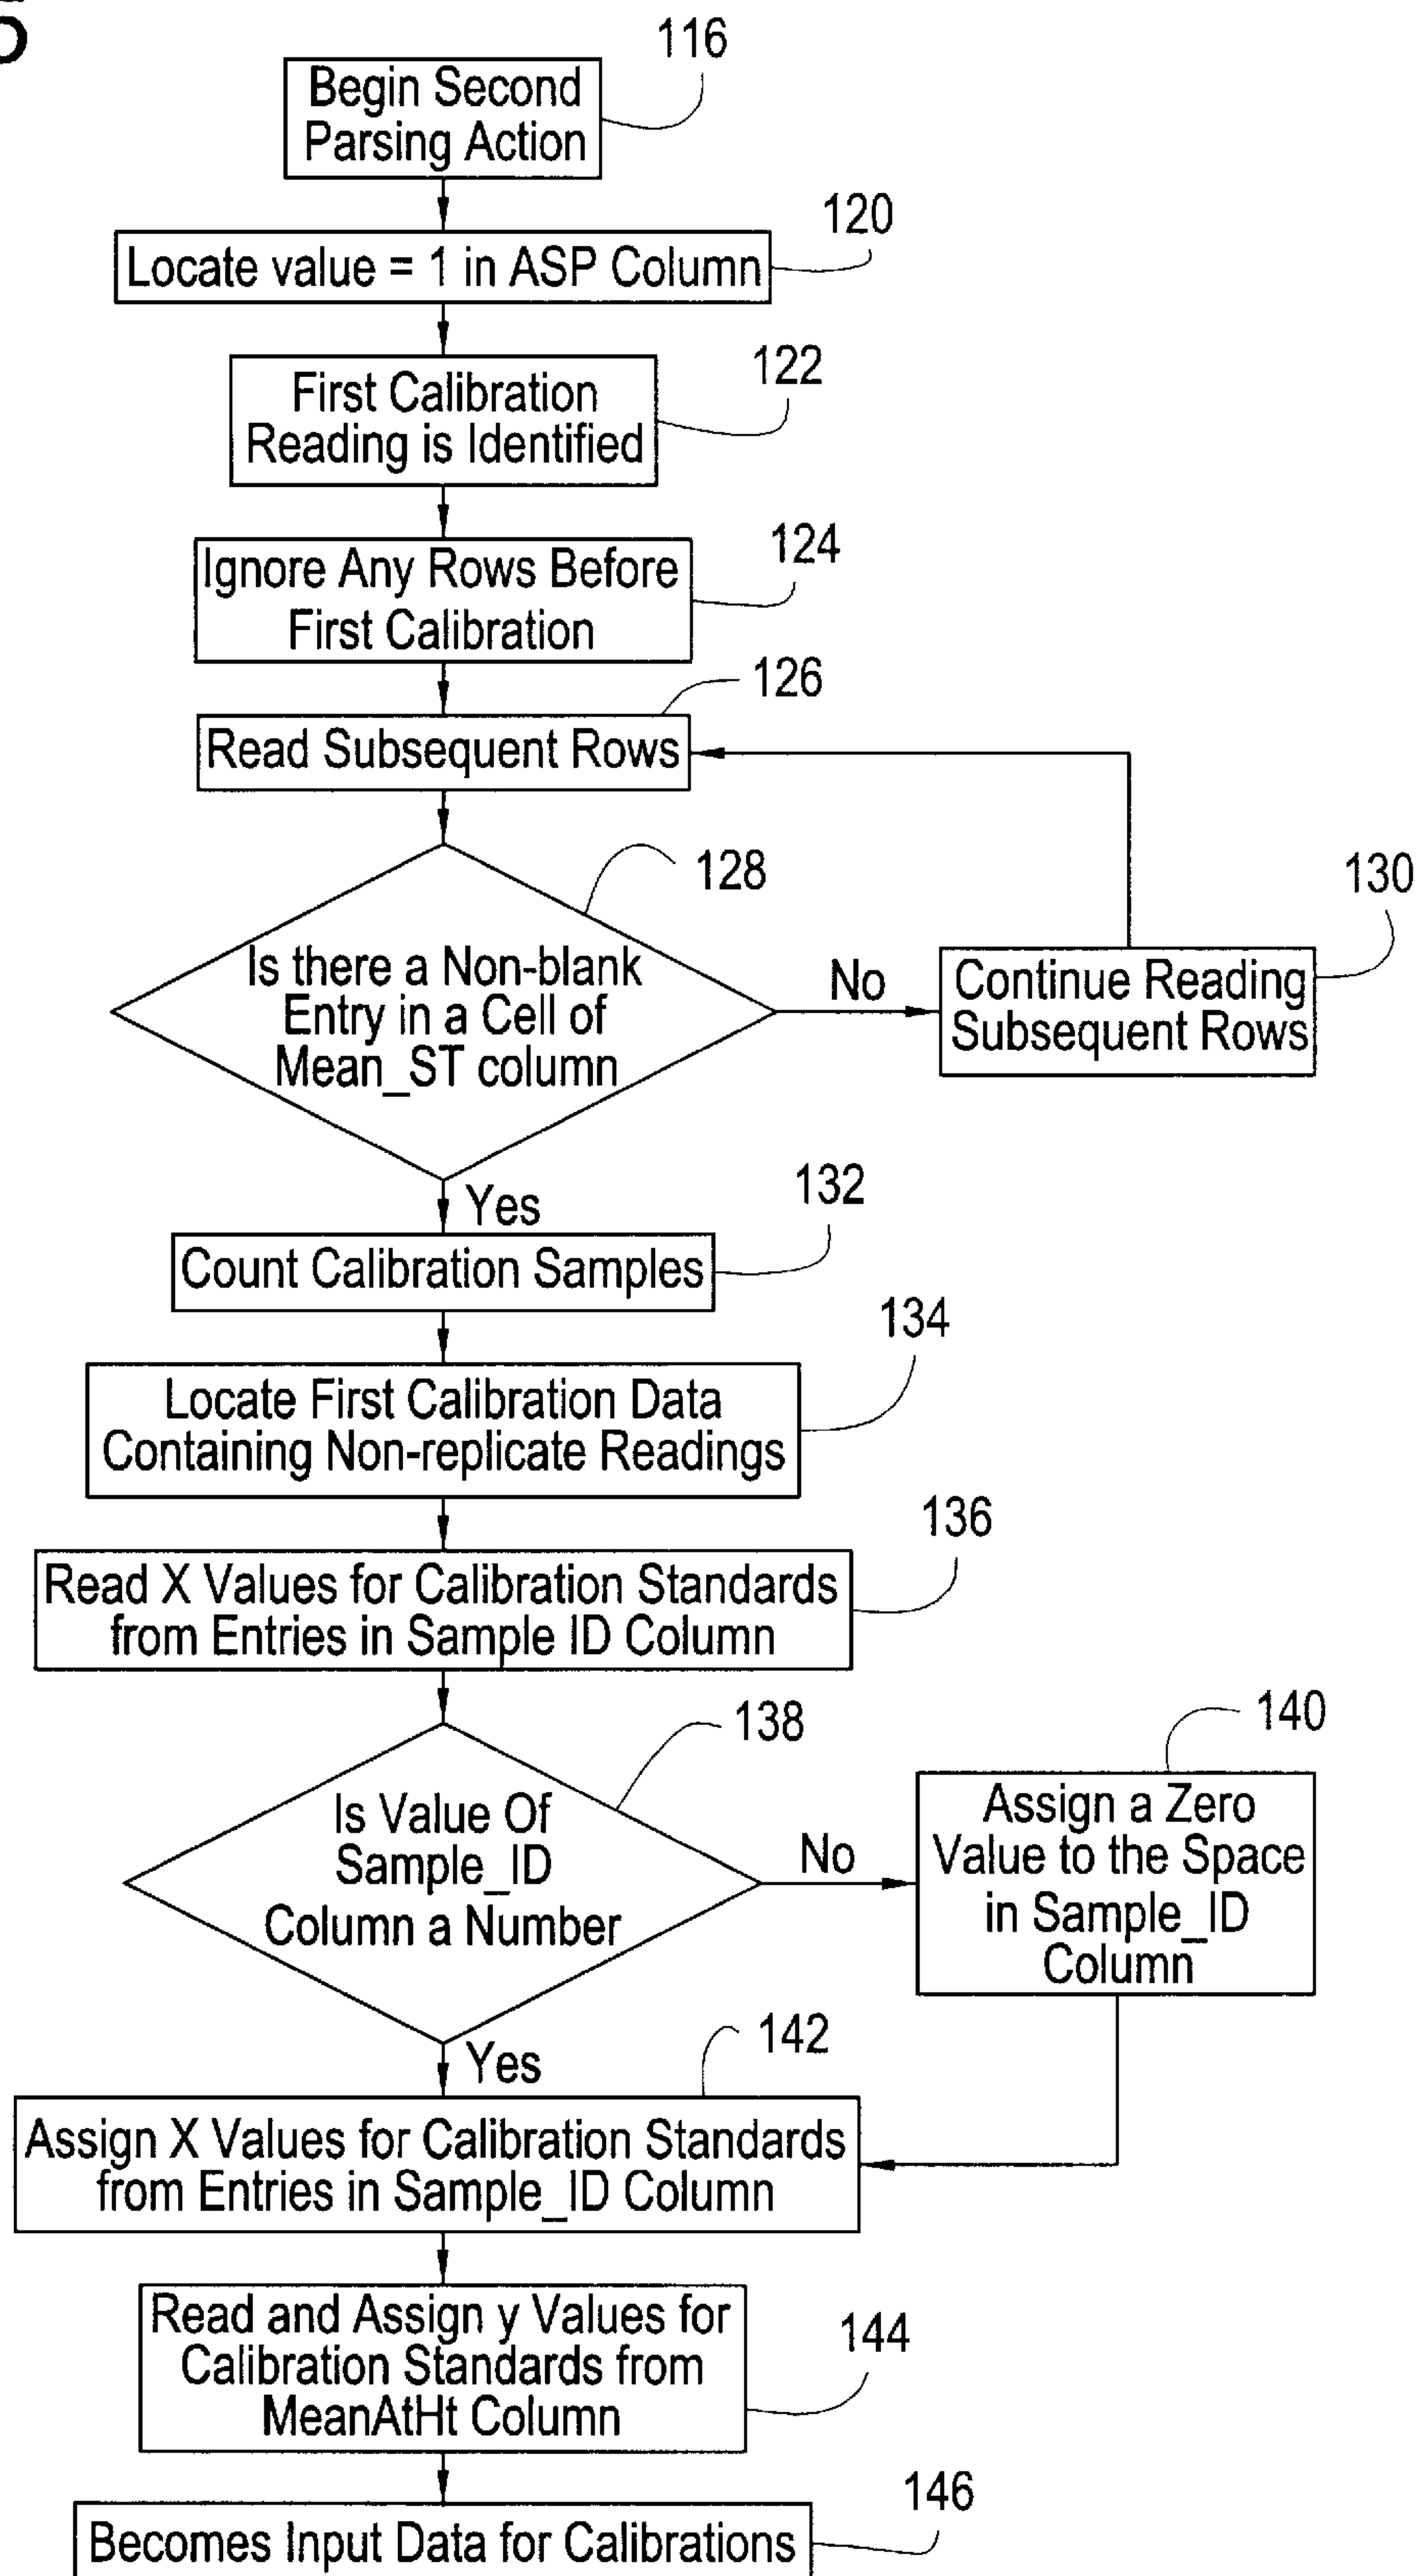 116
Begin Second
Parsing Action
120
Locate value = 1 in ASP Column
122
First Calibration
Reading is Identified
124
Ignore Any Rows Before
First Calibration
126
Read Subsequent Rows
128
Is there a Non-blank
Entry in a Cell of
Mean_ST column
No
130
Continue Reading
Subsequent Rows
Yes
132
Count Calibration Samples
134
Locate First Calibration Data
Containing Non-replicate Readings
136
Read X Values for Calibration Standards
from Entries in Sample ID Column
138
Is Value Of
Sample_ID
Column a Number
No
140
Assign a Zero
Value to the Space
in Sample_ID
Column
Yes
142
Assign X Values for Calibration Standards
from Entries in Sample_ID Column
144
Read and Assign y Values for
Calibration Standards from
MeanAtHt Column
146
Becomes Input Data for Calibrations